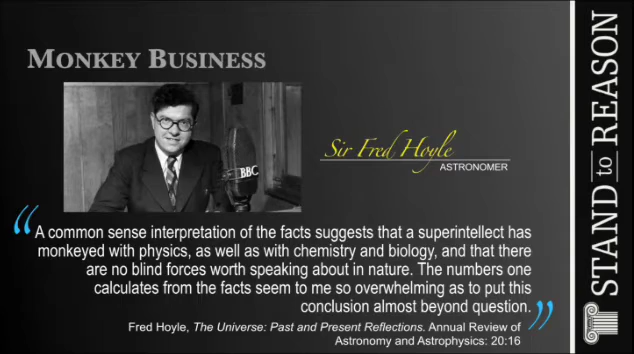 MONKEY BUSINESS
BBC
Sir Fred Hoyle
ASTRONOMER
“A common sense interpretation of the facts suggests that a superintellect has
monkeyed with physics, as well as with chemistry and biology, and that there
are no blind forces worth speaking about in nature. The numbers one
calculates from the facts seem to me so overwhelming as to put this
conclusion almost beyond question.”
Fred Hoyle, The Universe: Past and Present Reflections. Annual Review of
Astronomy and Astrophysics: 20:16
STAND to REASON